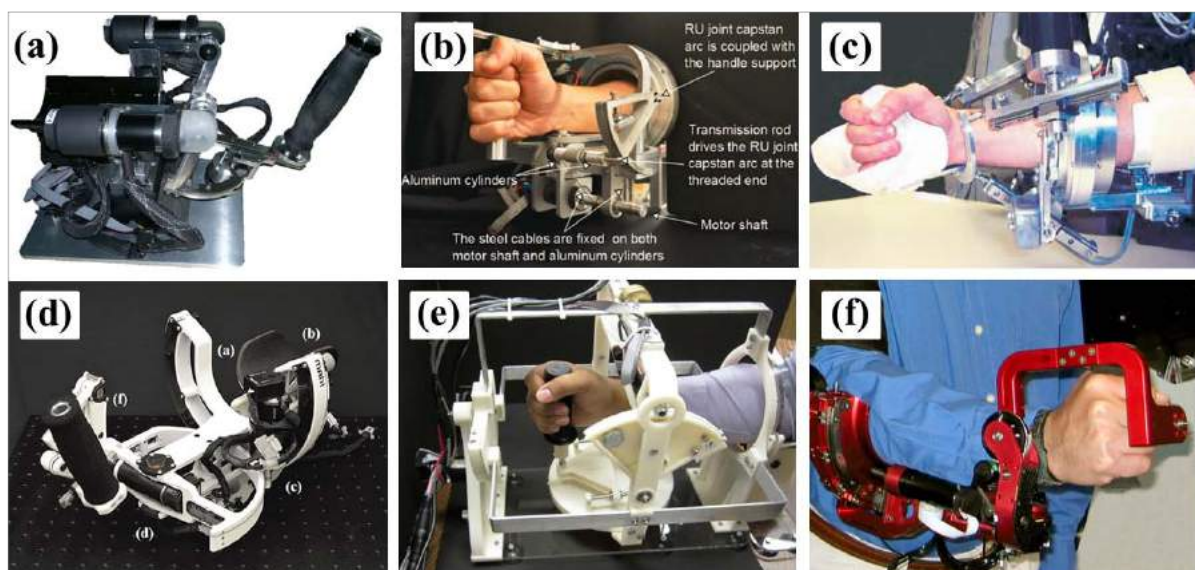 (a)
(b)
RU joint capstan
arc is coupled with
the handle support
Transmission rod
drives the RU joint
capstan arc at the
threaded end
Aluminum cylinders
Motor shaft
The steel cables are fixed on both
motor shaft and aluminum cylinders
(c)
(d)
(a)
(b)
(f)
(c)
(d)
(e)
(f)